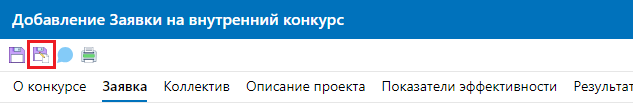 Добавление Заявки на внутренний конкурс
О конкурсе Заявка Коллектив Описание проекта Показатели эффективности Результат